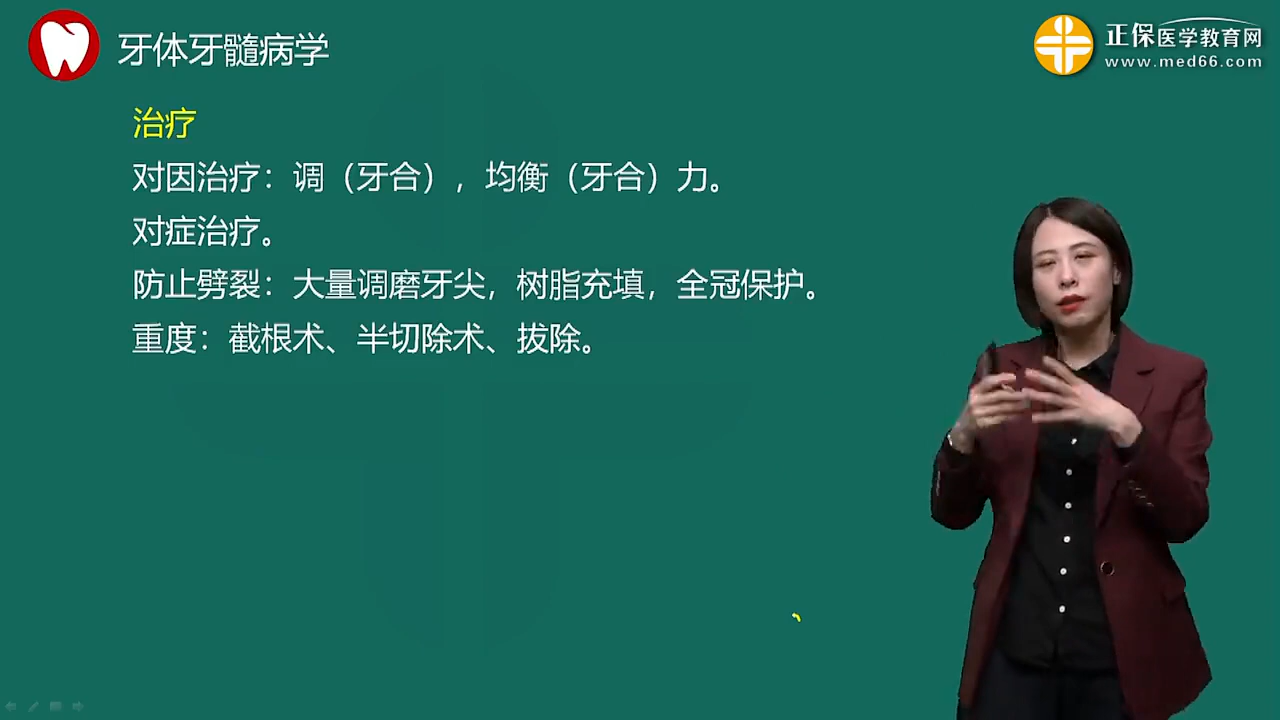 牙体牙髓病学
正保医学教育网
www.med66.com
治疗
对因治疗：调（牙合），均衡（牙合）力。
对症治疗。
防止劈裂：大量调磨牙尖，树脂充填，全冠保护。
重度：截根术、半切除术、拔除。